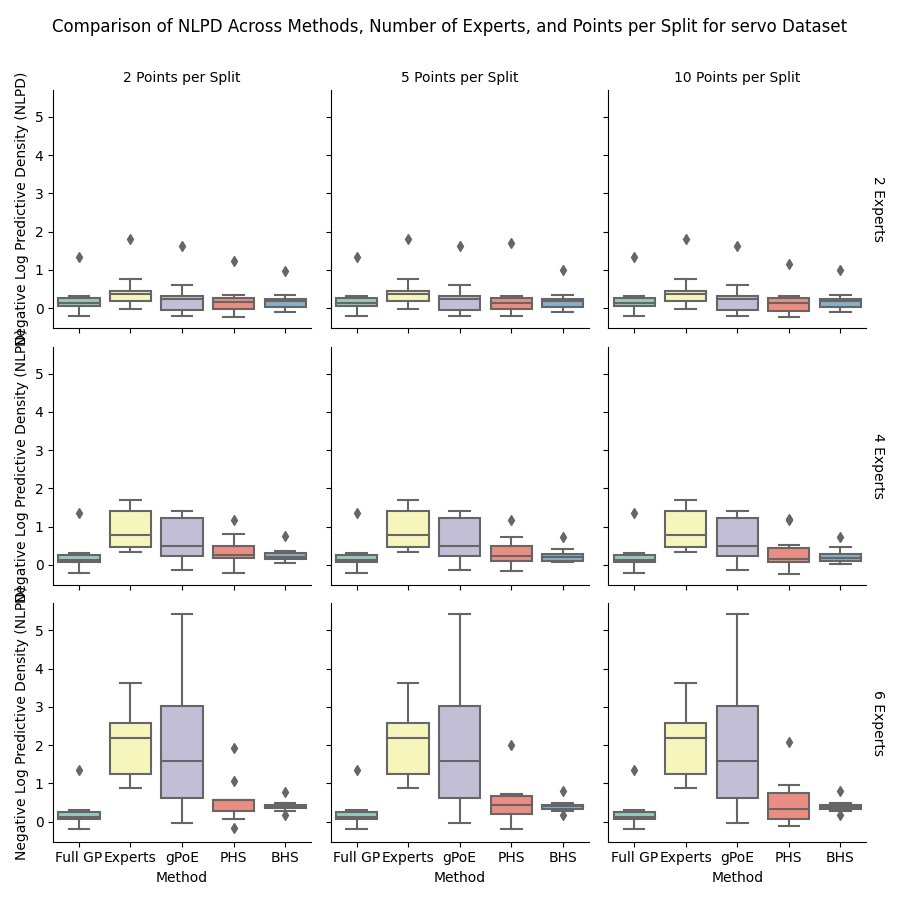 Comparison of NLPD Across Methods, Number of Experts, and Points per Split for servo Dataset
2 Points per Split
5 Points per Split
10 Points per Split
Negative Log Predictive Density (NLPD)
5
4
3
2
1
0
2 Experts
Negative Log Predictive Density (NLPD)
5
4
3
2
1
0
4 Experts
Negative Log Predictive Density (NLPD)
5
4
3
2
1
0
6 Experts
Full GP Experts gPoE PHS BHS
Full GP Experts gPoE PHS BHS
Full GP Experts gPoE PHS BHS
Method
Method
Method